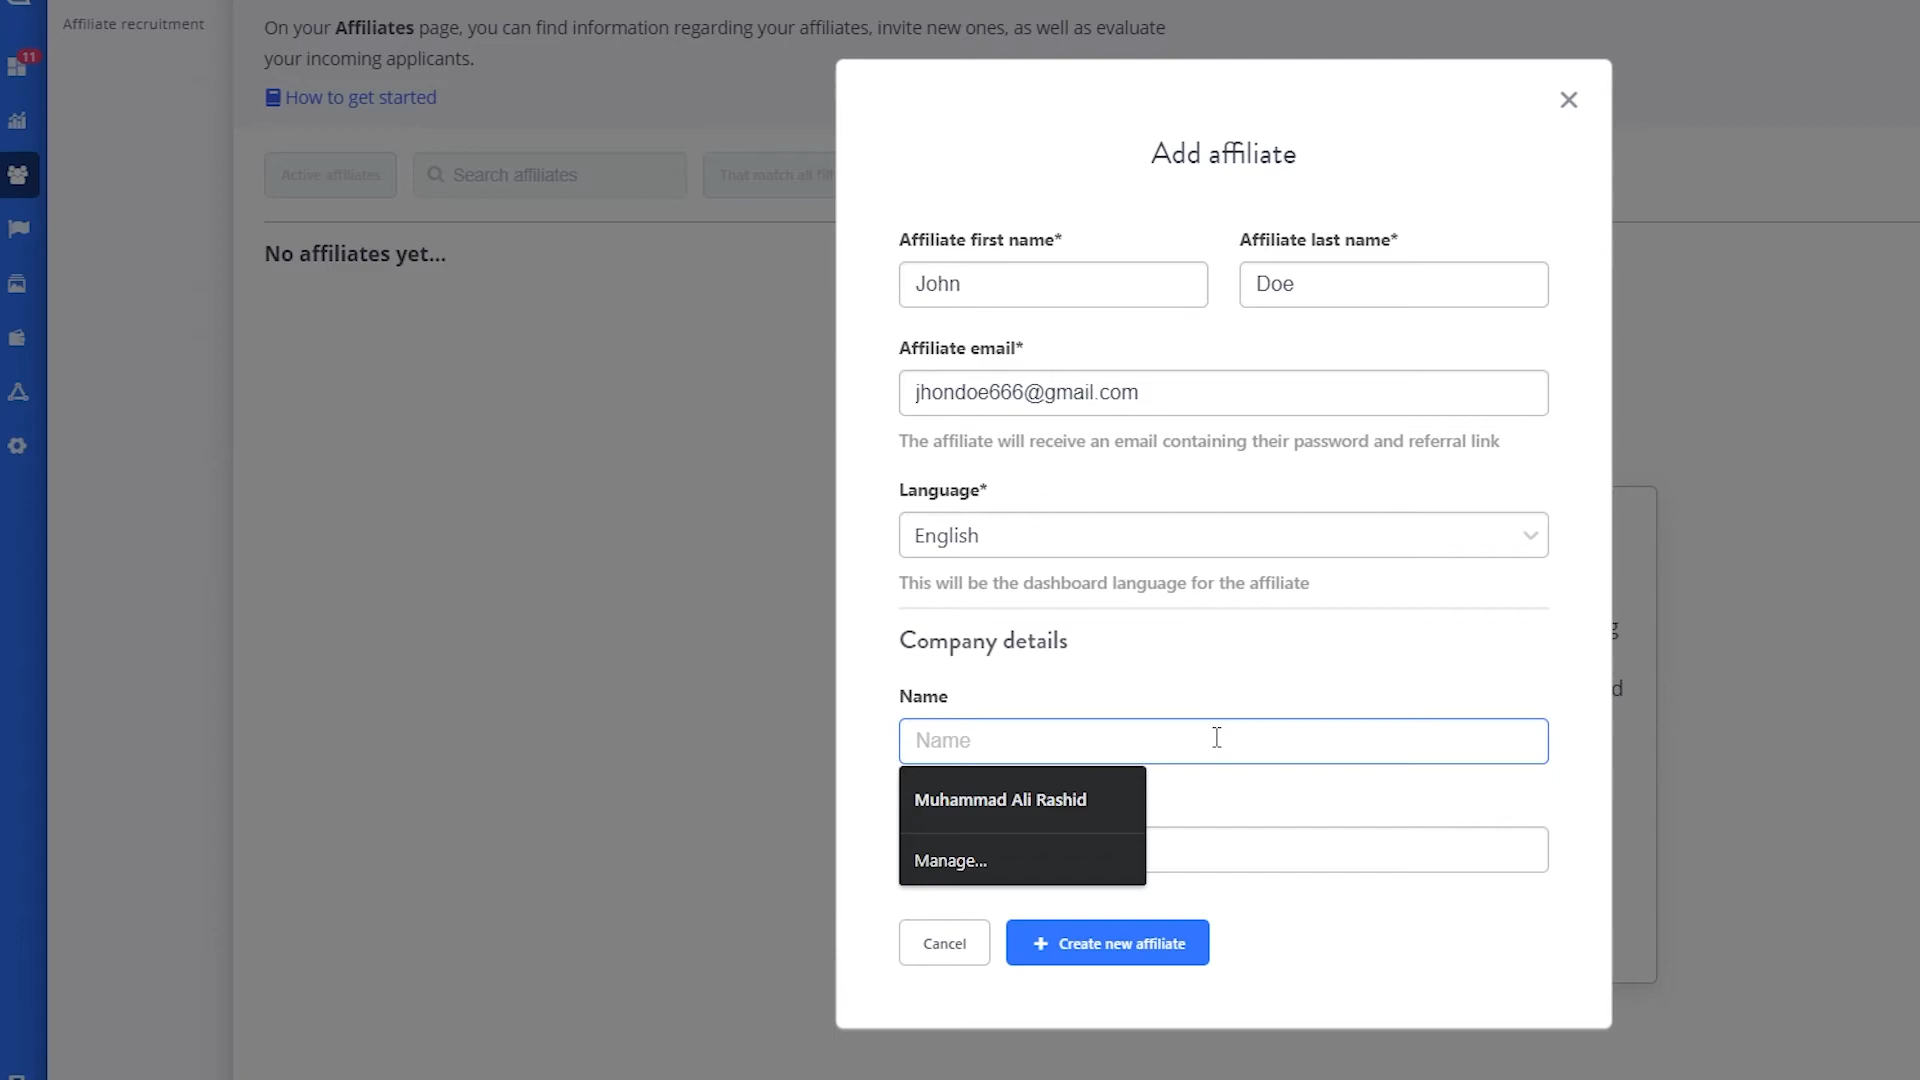 Affiliate recruitment
11
On your Affiliates page, you can find information regarding your affiliates, invite new ones, as well as evaluate
your incoming applicants.
How to get started
Active affiliates
Search affiliates
That match all
No affiliates yet...
Add affiliate
Affiliate first name*
Affiliate last name*
John
Doe
Affiliate email*
jhondoe666@gmail.com
The affiliate will receive an email containing their password and referral link
Language*
English
This will be the dashboard language for the affiliate
Company details
Name
Name
Muhammad Ali Rashid
Manage...
Cancel
+ Create new affiliate